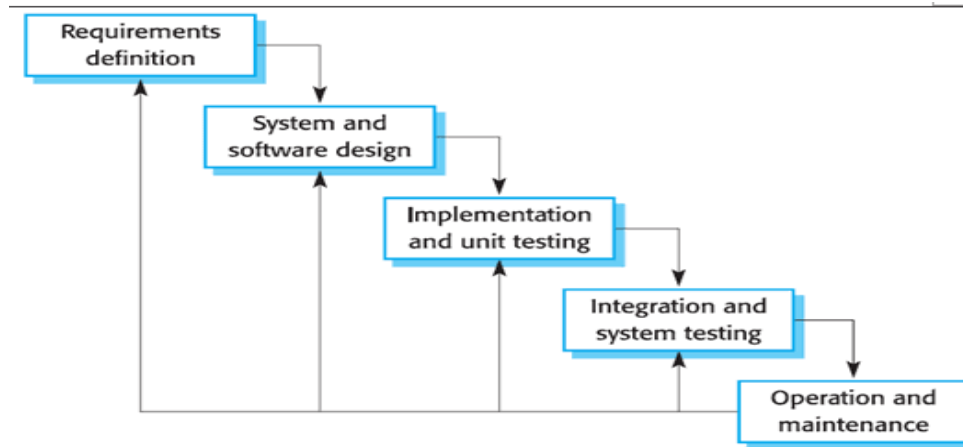 Requirements
definition
System and
software design
Implementation
and unit testing
Integration and
system testing
Operation and
maintenance